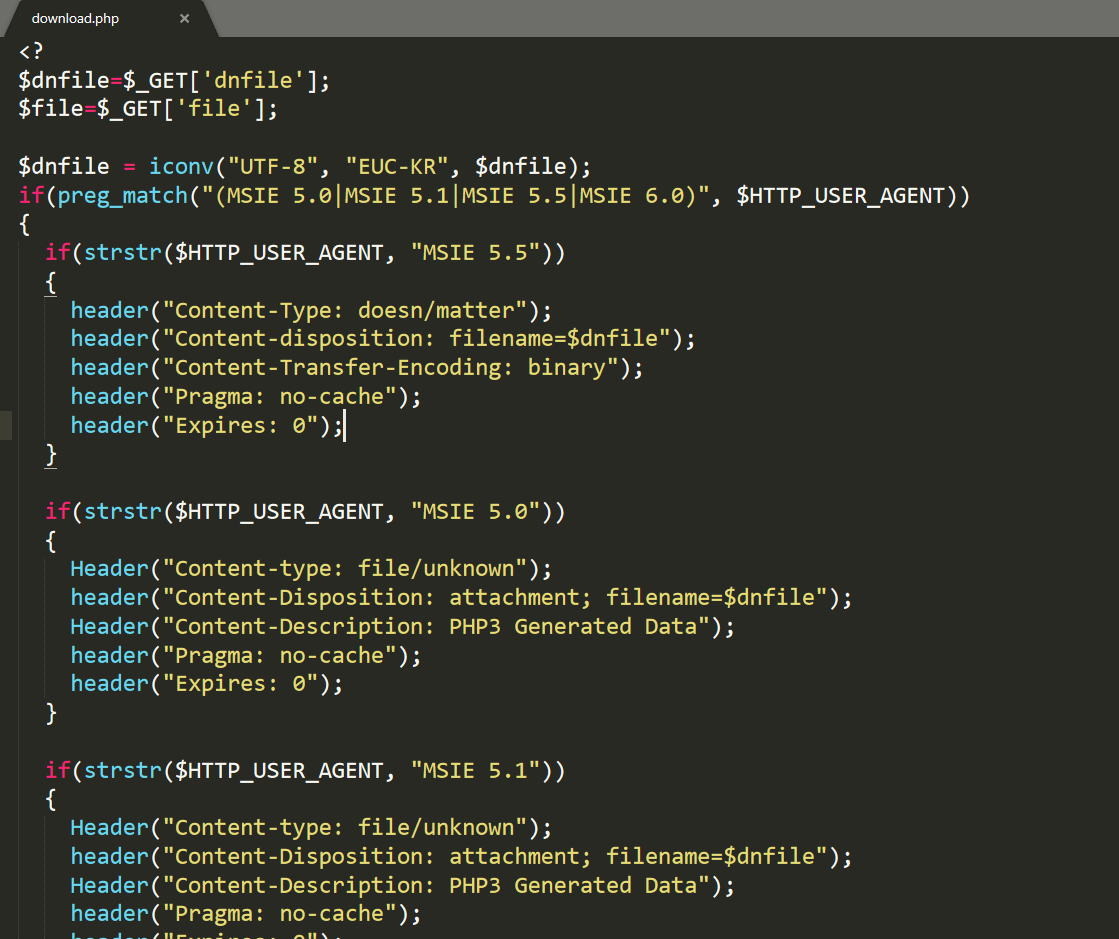 download.php ×
<?
$dnfile=$_GET['dnfile'];
$file=$_GET['file'];
$dnfile = iconv("UTF-8", "EUC-KR", $dnfile);
if(preg_match("(MSIE 5.0|MSIE 5.1|MSIE 5.5|MSIE 6.0)", $HTTP_USER_AGENT))
{
if(strstr($HTTP_USER_AGENT, "MSIE 5.5"))
{
header("Content-Type: doesn/matter");
header("Content-disposition: filename=$dnfile");
header("Content-Transfer-Encoding: binary");
header("Pragma: no-cache");
header("Expires: 0");
}
if(strstr($HTTP_USER_AGENT, "MSIE 5.0"))
{
Header("Content-type: file/unknown");
header("Content-Disposition: attachment; filename=$dnfile");
Header("Content-Description: PHP3 Generated Data");
header("Pragma: no-cache");
header("Expires: 0");
}
if(strstr($HTTP_USER_AGENT, "MSIE 5.1"))
{
Header("Content-type: file/unknown");
header("Content-Disposition: attachment; filename=$dnfile");
Header("Content-Description: PHP3 Generated Data");
header("Pragma: no-cache");
header("Expires: 0");